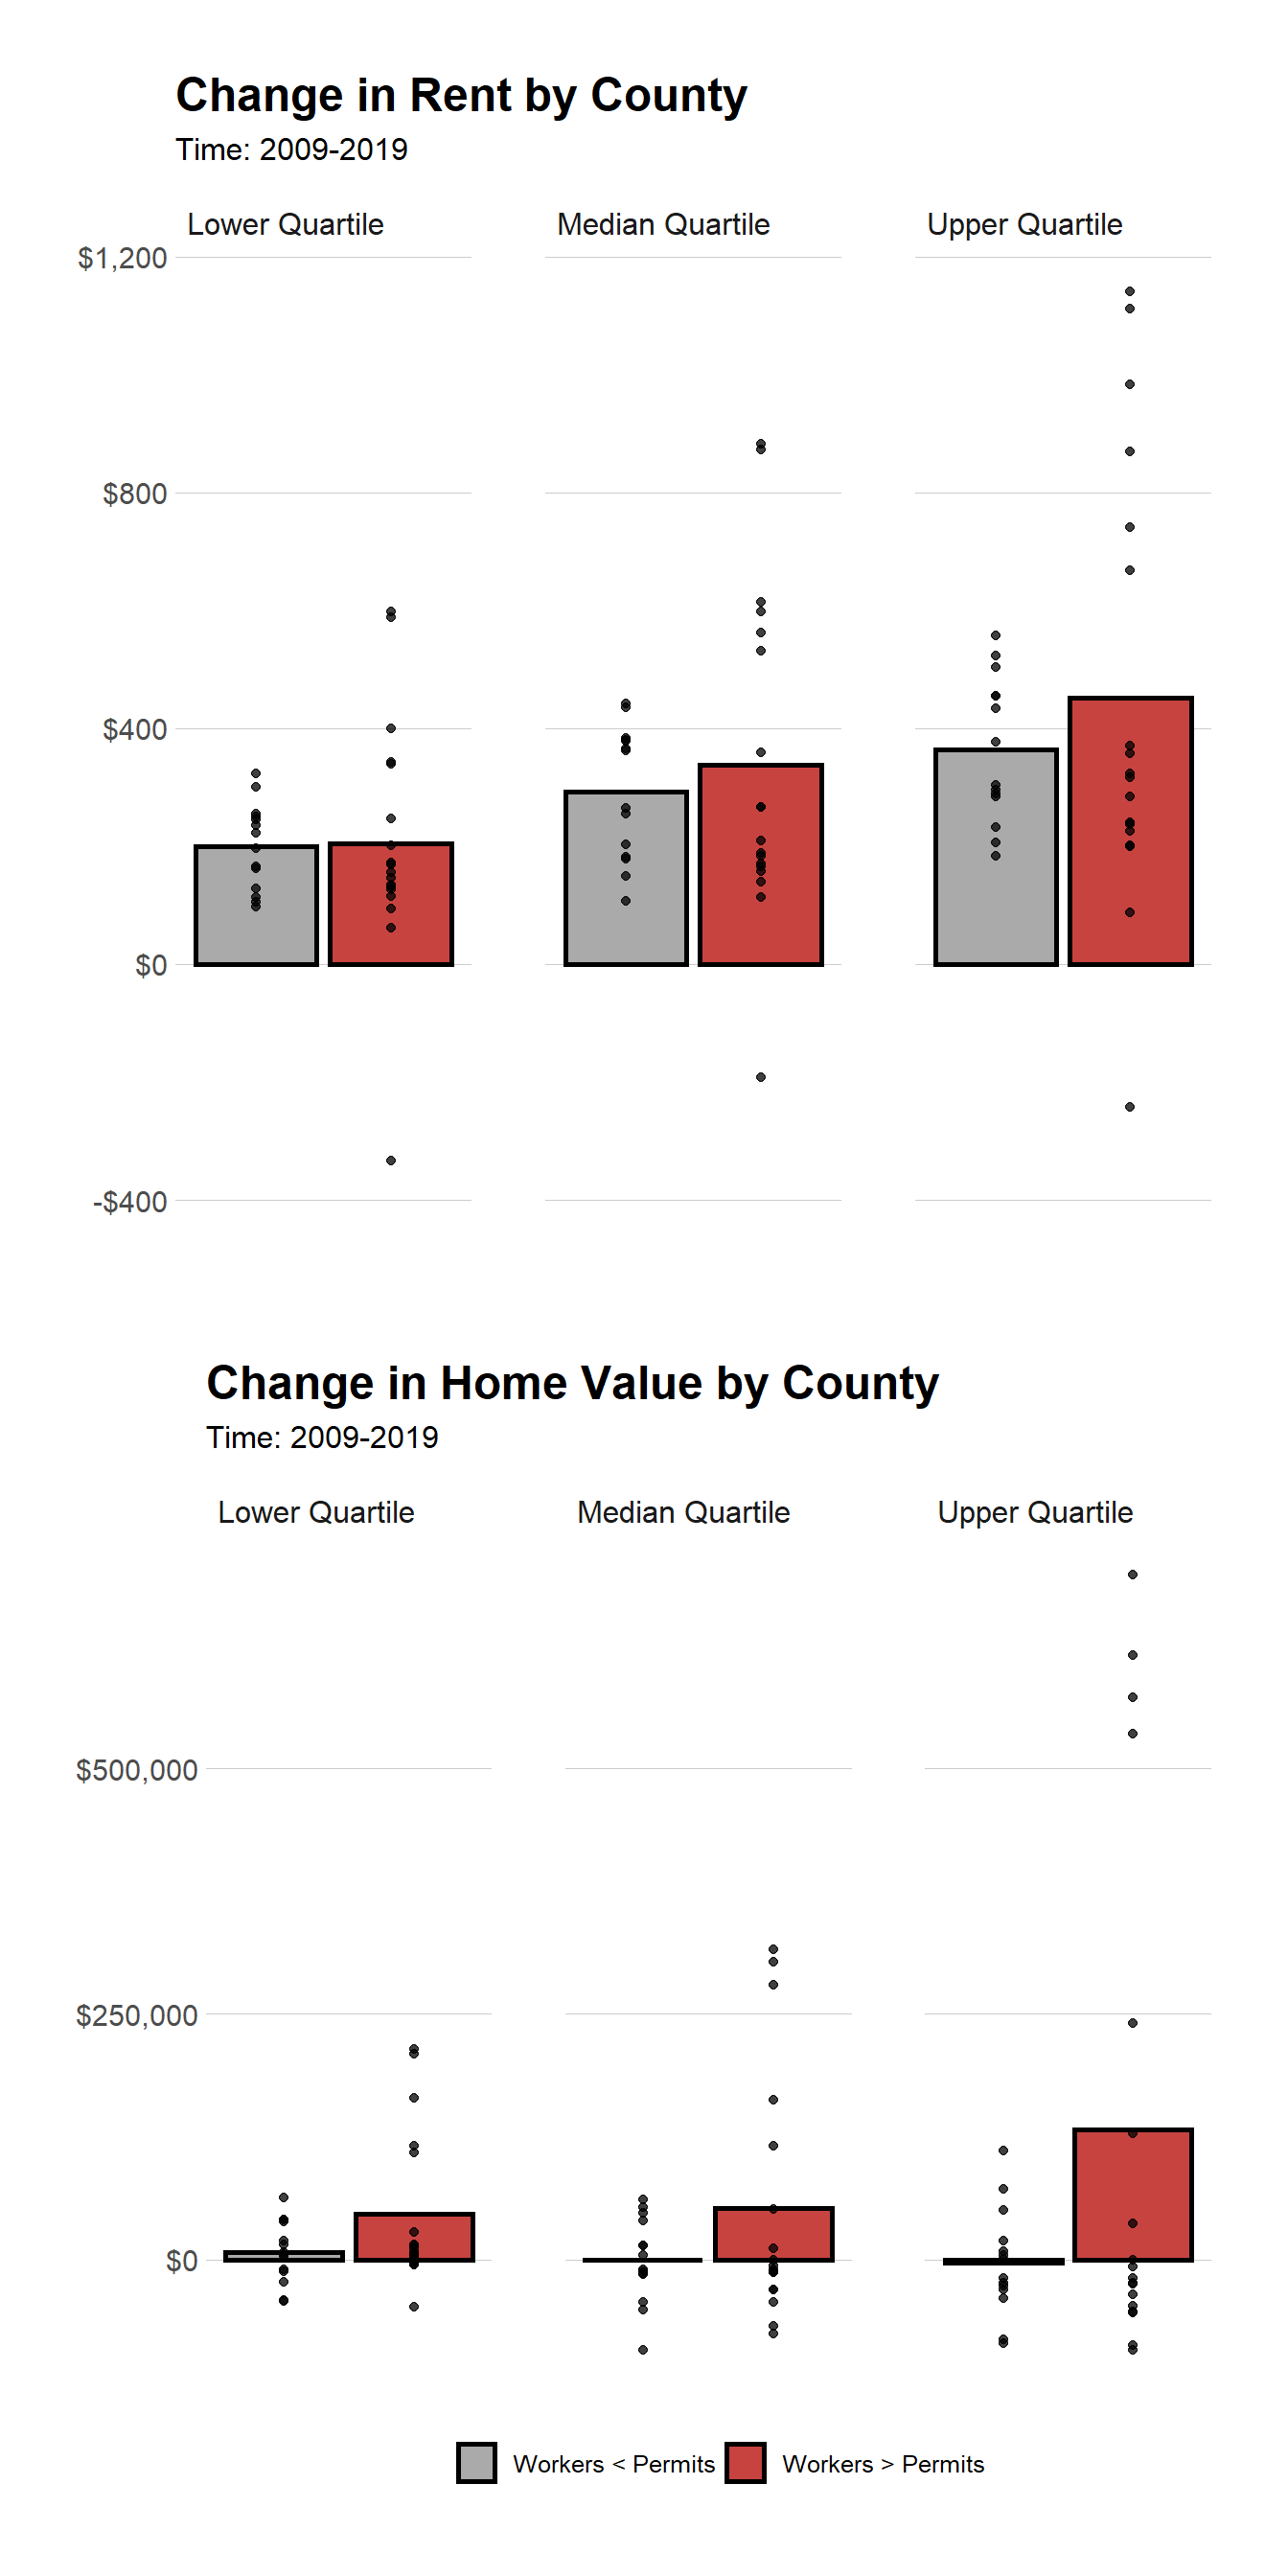 Change in Rent by County
Time: 2009-2019
Lower Quartile Median Quartile Upper Quartile
$1,200
$800
$400
$0
-$400
Change in Home Value by County
Time: 2009-2019
Lower Quartile Median Quartile Upper Quartile
$500,000
$250,000
$0
Workers < Permits Workers > Permits